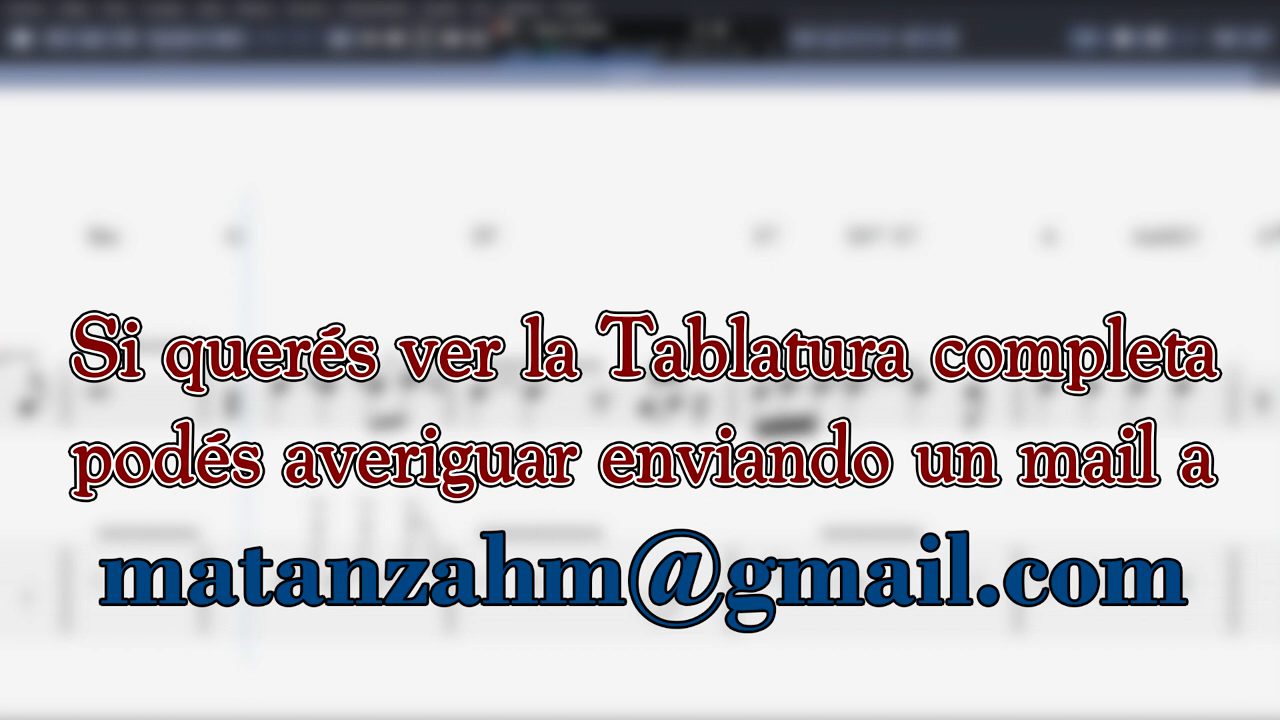 Si querés ver la Tablatura completa
podés averiguar enviando un mail a
matanzahm@gmail.com